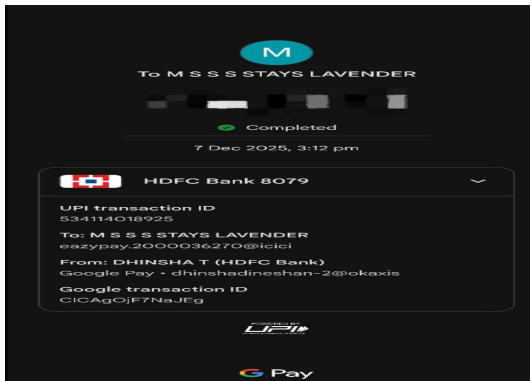 M
To M S S S STAYS LAVENDER
Completed
7 Dec 2025, 3:12 pm
HDFC Bank 8079
UPI transaction ID
534114018925
To: M S S S STAYS LAVENDER
eazypay.2000036270@icici
From: DHINSHA T (HDFC Bank)
Google Pay • dhinshadineshan-2@okaxis
Google transaction ID
CICAgOjF7NaJEg
POWERED BY
UPI
G Pay